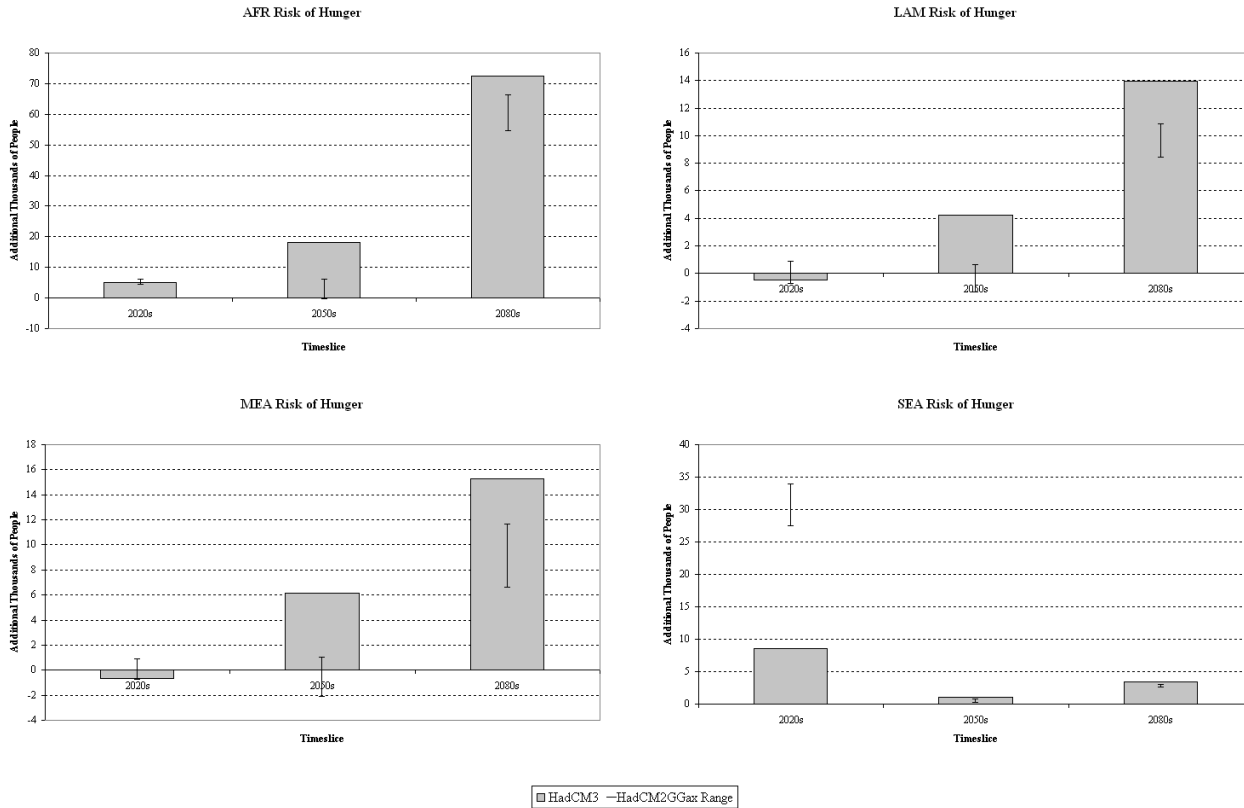 AFR Risk of Hunger
Additional Thousands of People
80
70
60
50
40
30
20
10
0
-10
2020s
2050s
2080s
Timeslice
LAM Risk of Hunger
Additional Thousands of People
16
14
12
10
8
6
4
2
0
-2
-4
2020s
2050s
2080s
Timeslice
MEA Risk of Hunger
Additional Thousands of People
18
16
14
12
10
8
6
4
2
0
-2
-4
2020s
2050s
2080s
Timeslice
SEA Risk of Hunger
Additional Thousands of People
40
35
30
25
20
15
10
5
0
2020s
2050s
2080s
Timeslice
HadCM3 HadCM2GGax Range